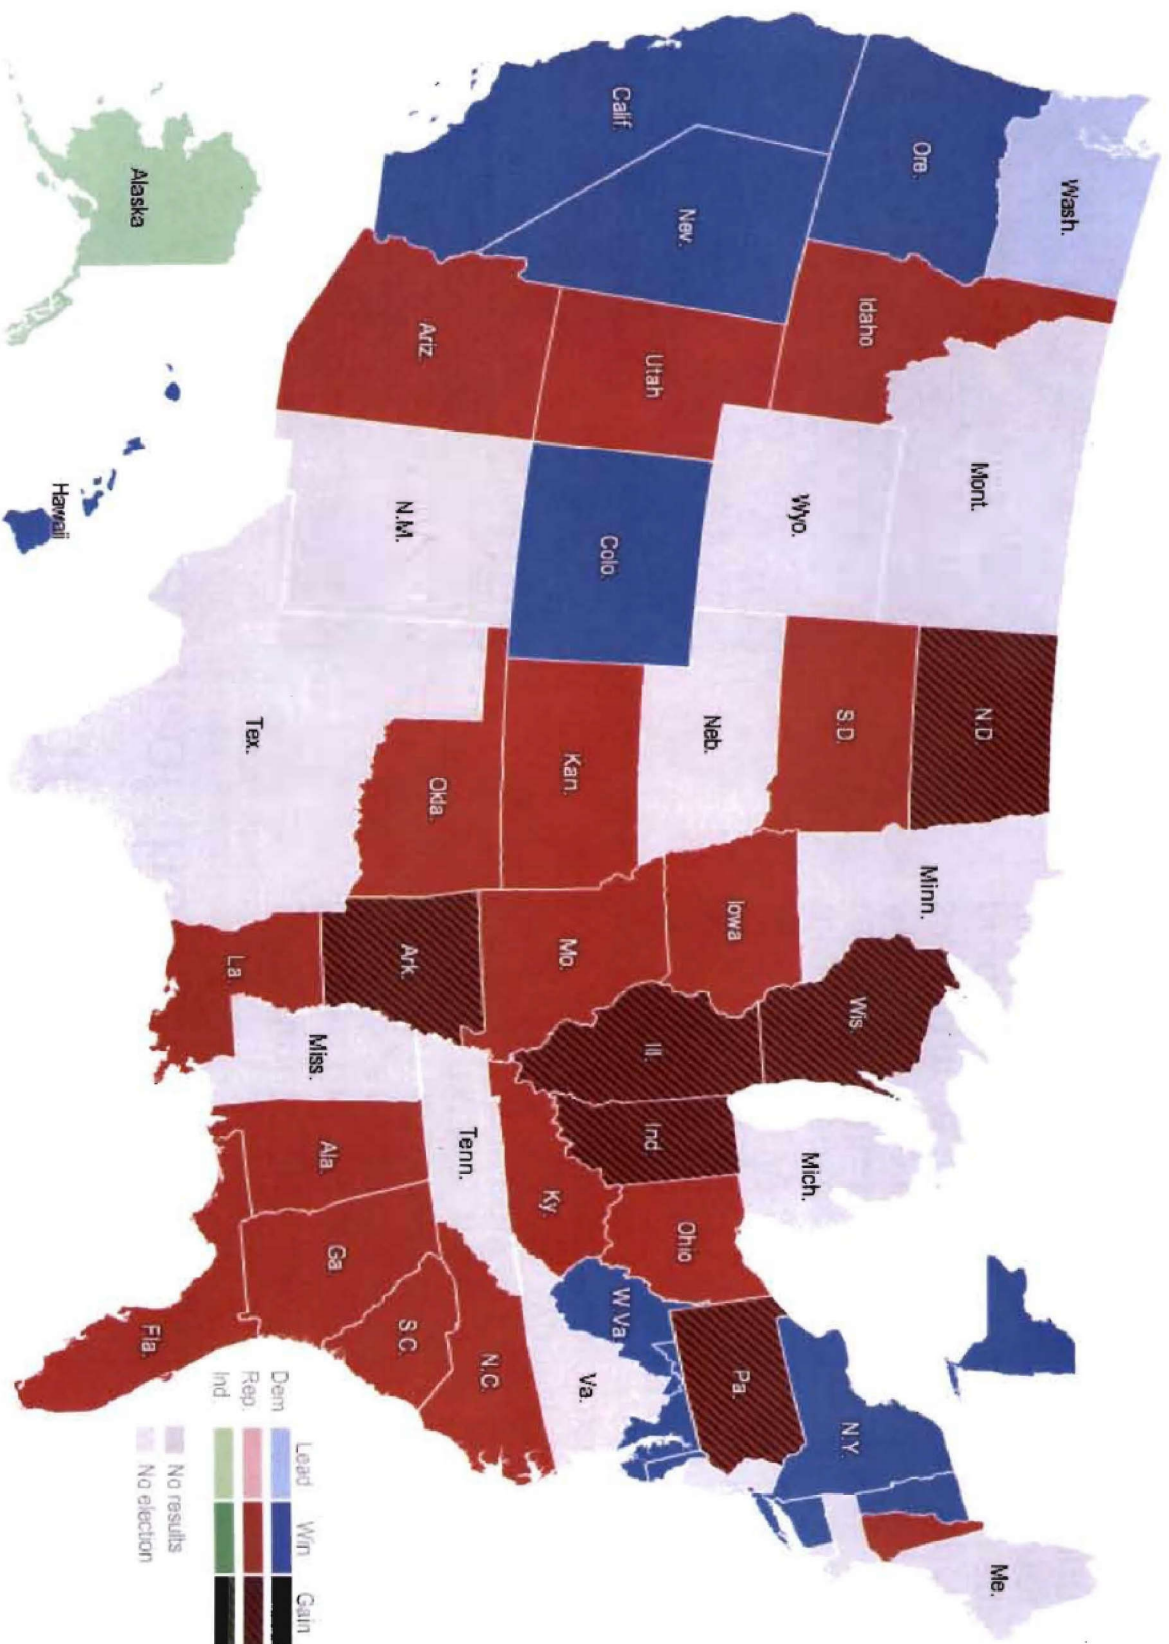 Wash.
Ore.
Calif.
Nev.
Idaho
Mont.
Wyo.
Utah
Ariz.
Colo.
N.M.
N.D.
S.D.
Neb.
Kan.
Okla.
Tex.
Minn.
Iowa
Mo.
Ark.
La.
Wis.
Ill.
Ind
Mich.
Ohio
Ky.
Tenn.
Miss.
Ala.
Ga.
Fla.
S.C.
N.C.
Va.
W.Va.
Pa.
N.Y.
Me.
Alaska
Hawaii
Lead Win Gain
Dem
Rep.
Ind.
No results
No election